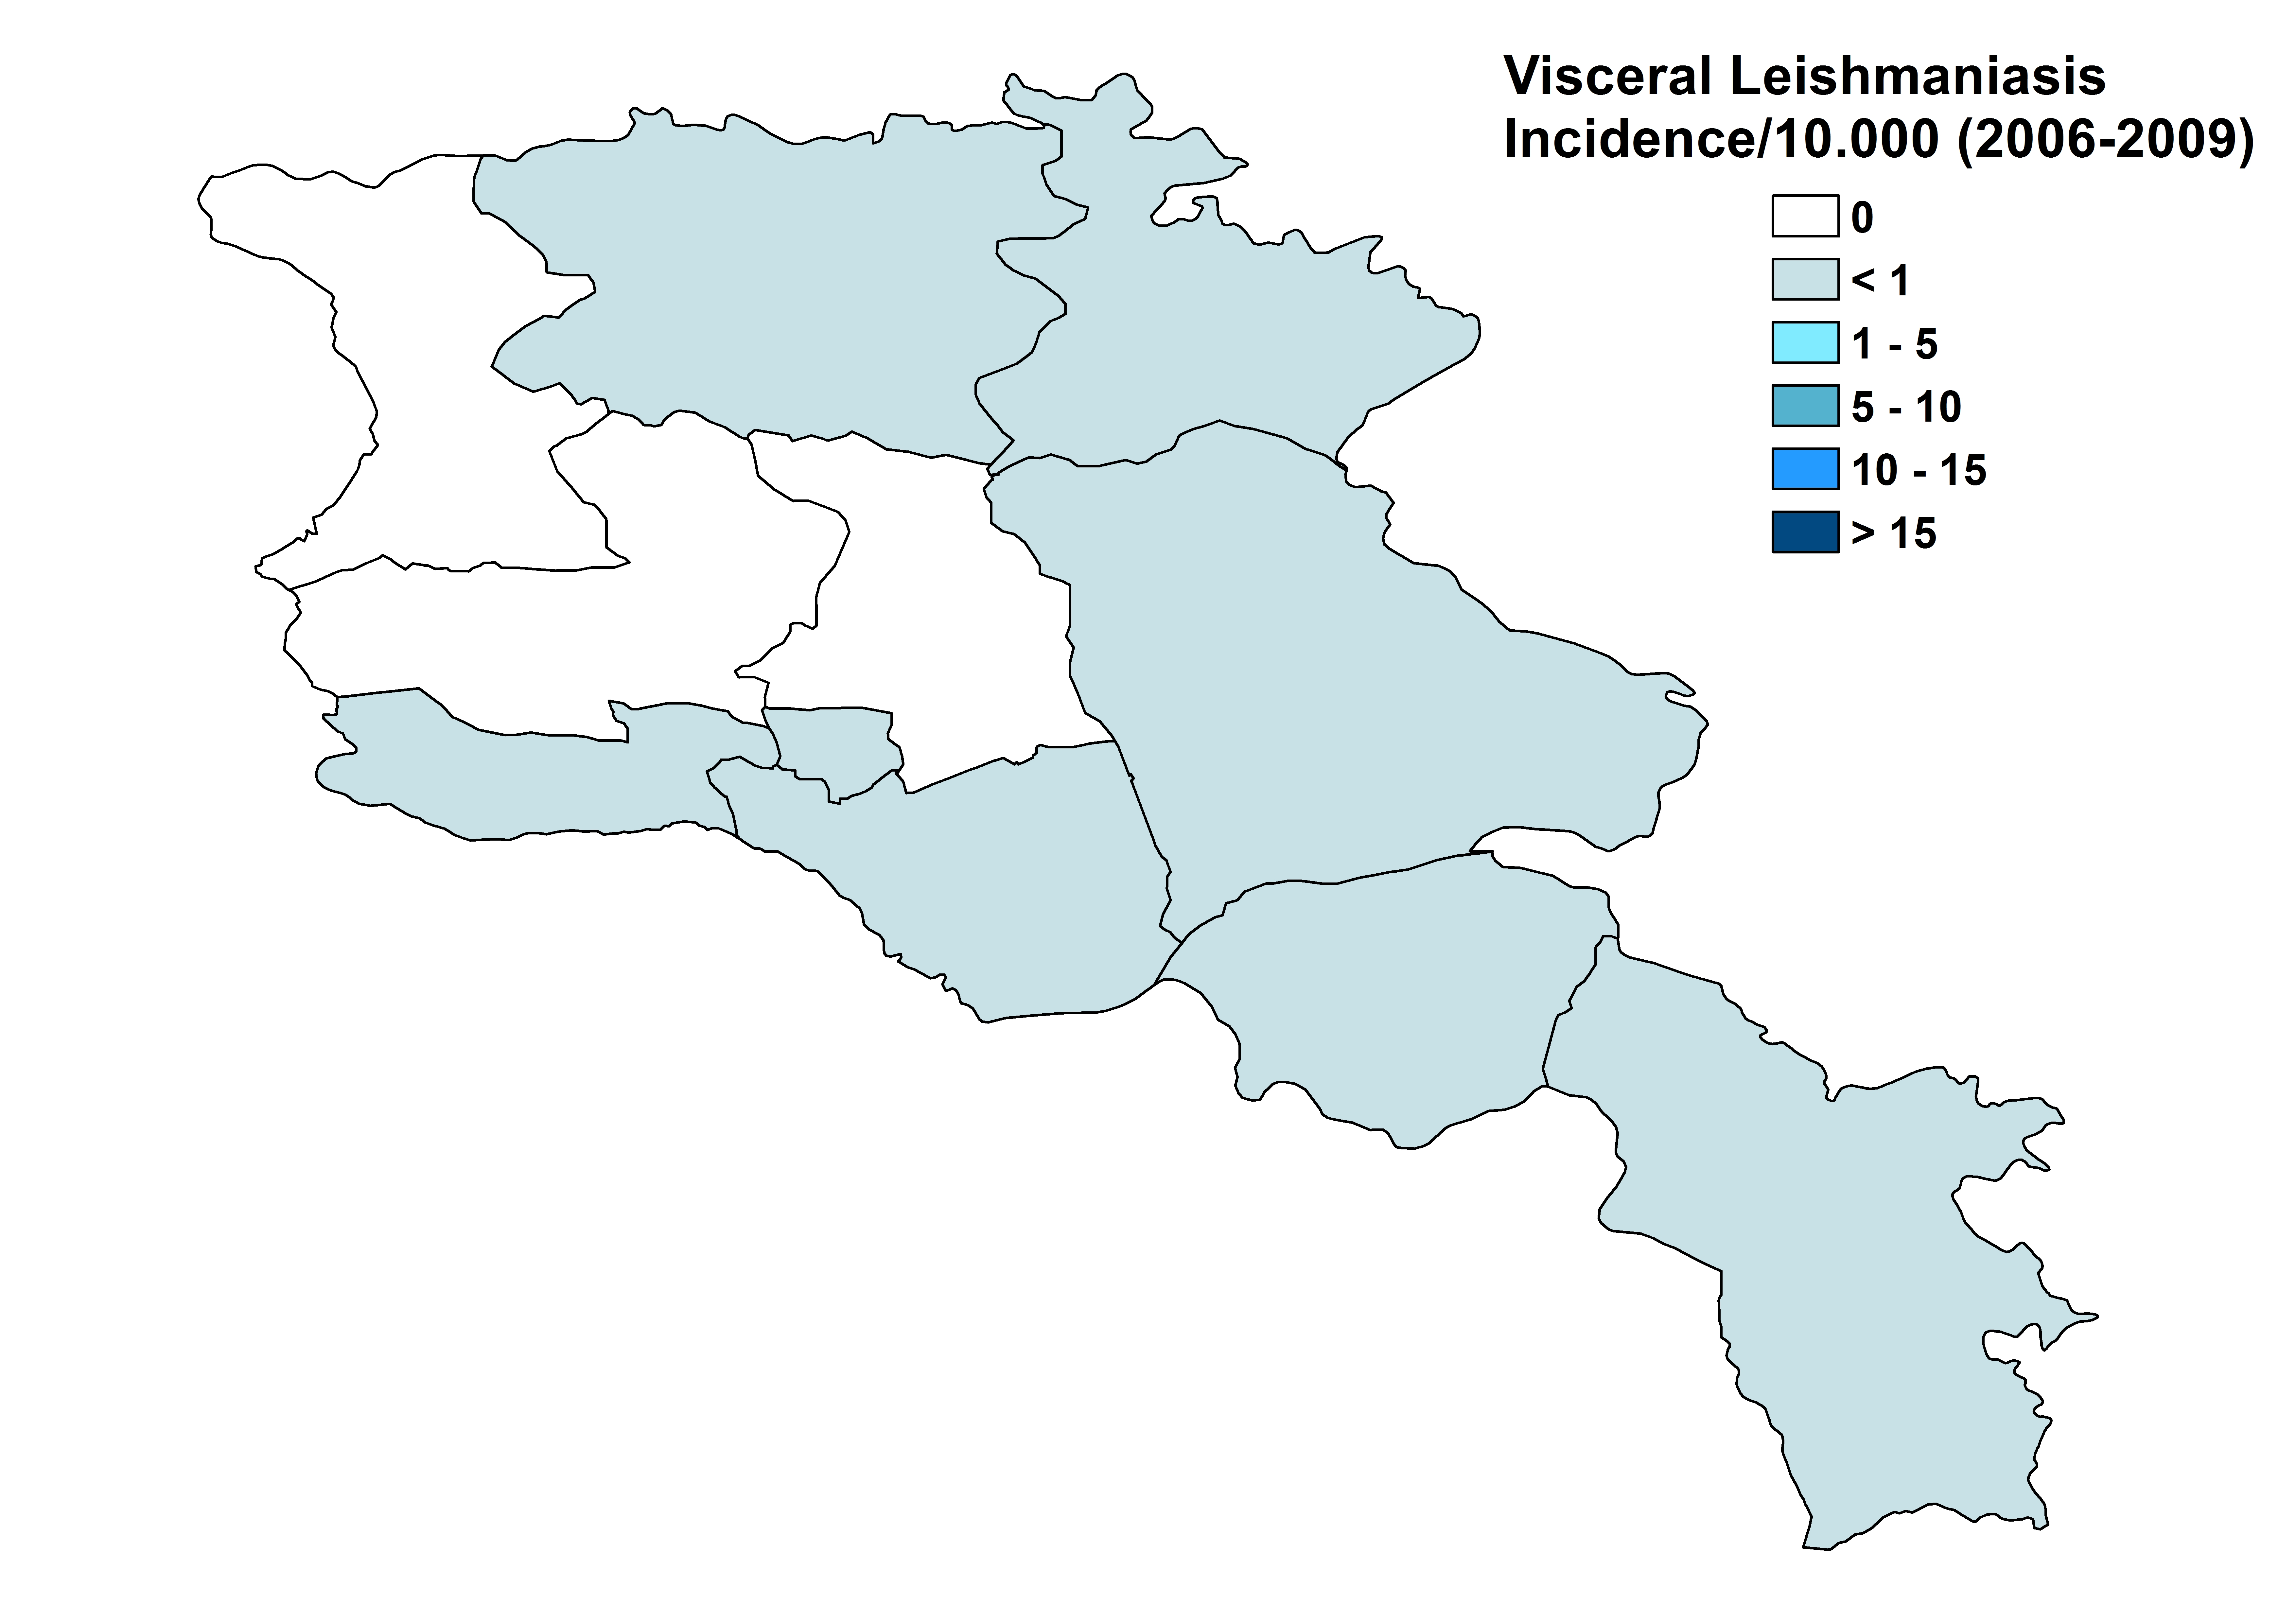 Visceral Leishmaniasis
Incidence/10.000 (2006-2009)
0
< 1
1 - 5
5 - 10
10 - 15
> 15